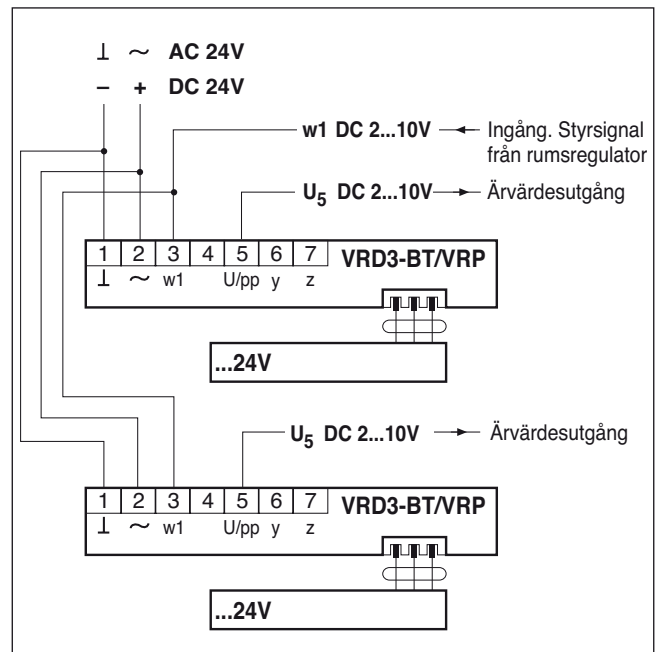 ⊥ ~ AC 24V
– + DC 24V
w1 DC 2...10V Ingång. Styrsignal
från rumsregulator
U5 DC 2...10V Ärvärdesutgång
1 2 3 4 5 6 7 VRD3-BT/VRP
⊥ ~ w1 U/pp y z
...24V
U5 DC 2...10V Ärvärdesutgång
1 2 3 4 5 6 7 VRD3-BT/VRP
⊥ ~ w1 U/pp y z
...24V